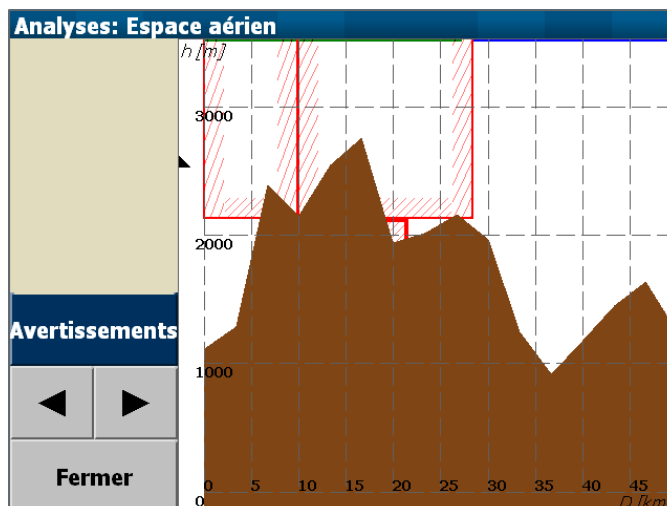 Analyses: Espace aérien
h [m]
3000
2000
1000
0
0 5 10 15 20 25 30 35 40 45
D [km
Avertissements
Fermer